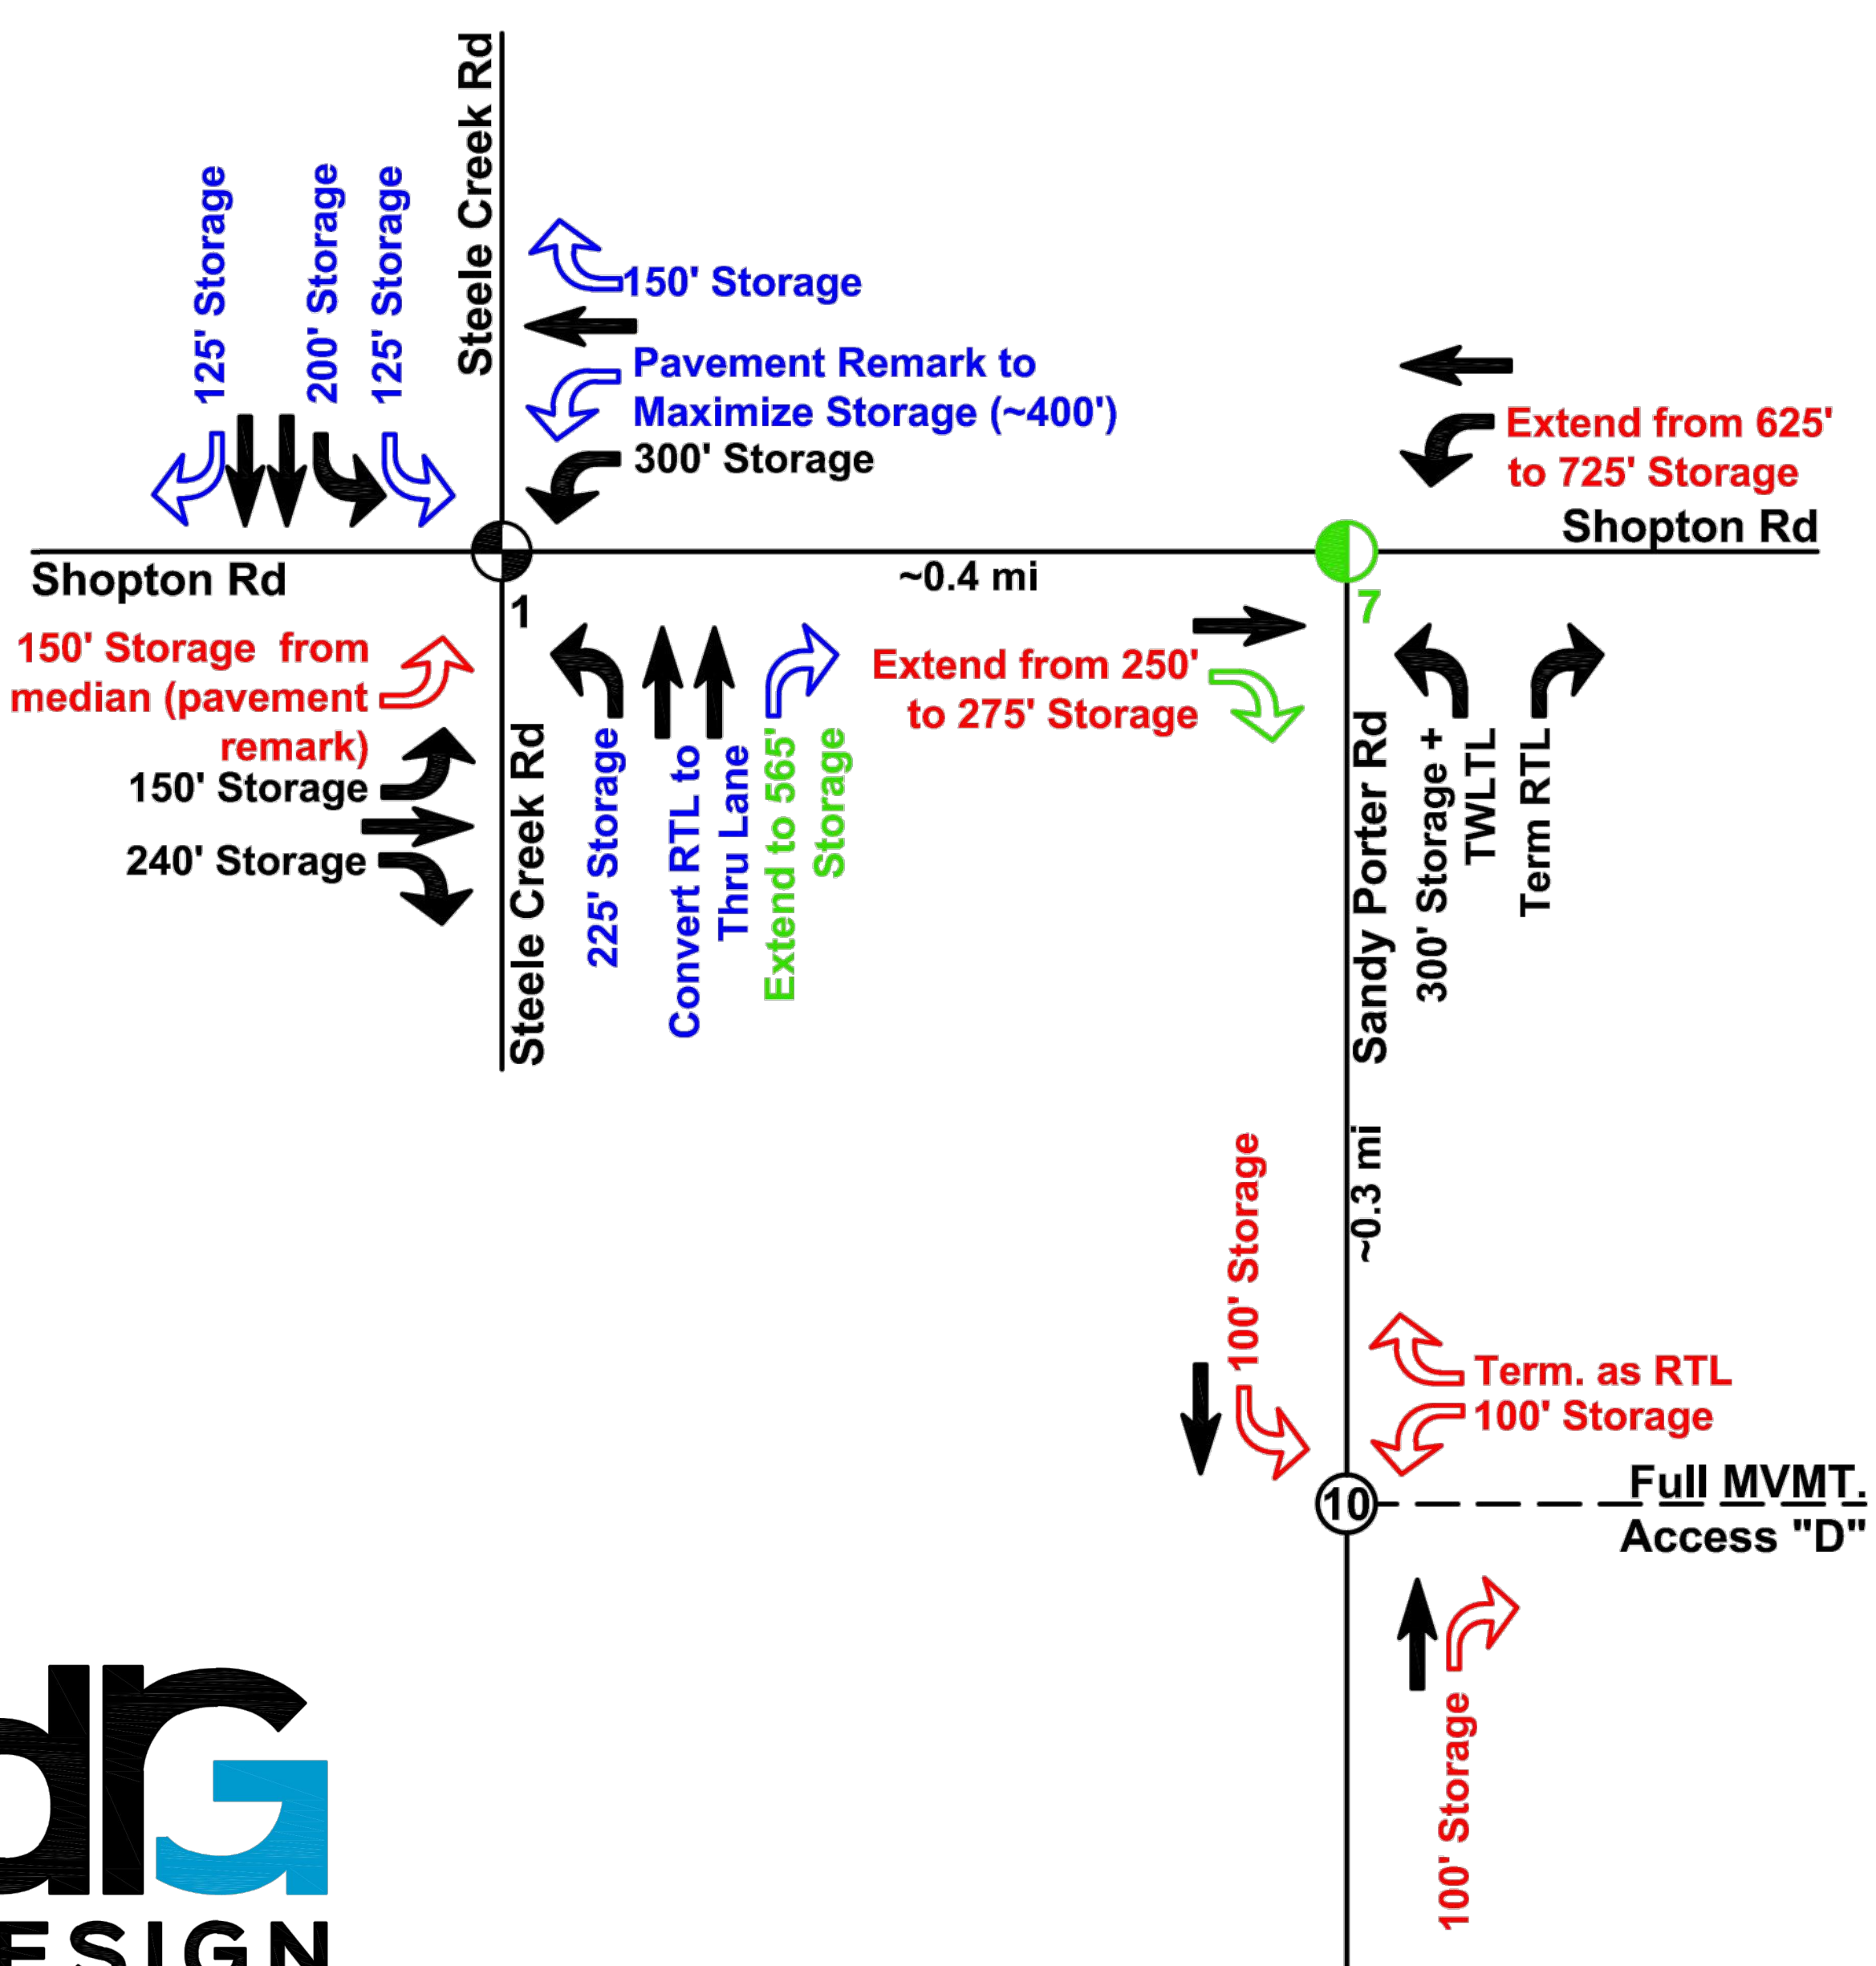 Steele Creek Rd
125' Storage
200' Storage
125' Storage
150' Storage
Pavement Remark to
Maximize Storage (~400')
300' Storage
Extend from 625'
to 725' Storage
Shopton Rd
Shopton Rd
~0.4 mi
1
7
150' Storage from
median (pavement
remark)
150' Storage
240' Storage
Steele Creek Rd
225' Storage
Convert RTL to
Thru Lane
Extend to 565'
Storage
Extend from 250'
to 275' Storage
Sandy Porter Rd
300' Storage +
TWLTL
Term RTL
~0.3 mi
100' Storage
Term. as RTL
100' Storage
10
Full MVMT.
Access "D"
100' Storage
dG
ESIGN